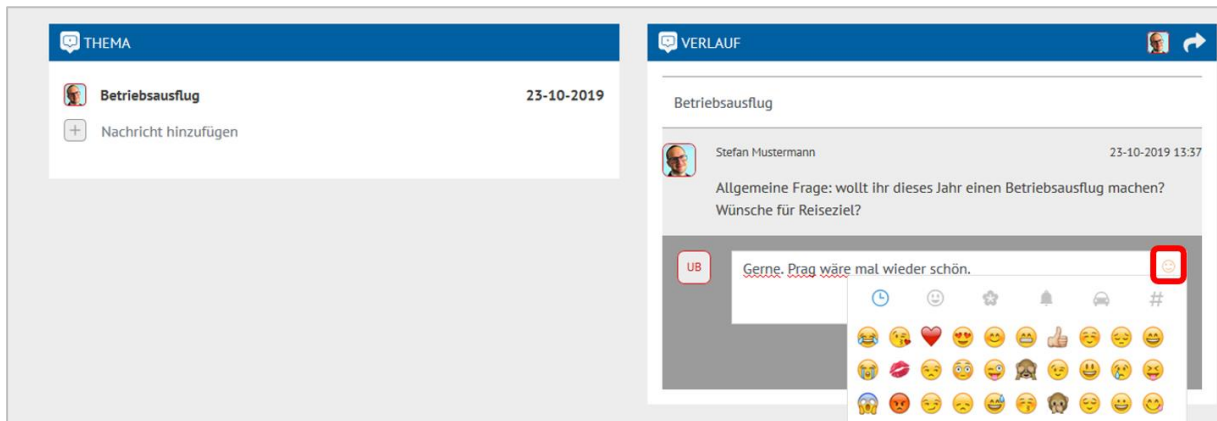 THEMA
Betriebsausflug 23-10-2019
Nachricht hinzufügen
VERLAUF
Betriebsausflug
Stefan Mustermann 23-10-2019 13:37
Allgemeine Frage: wollt ihr dieses Jahr einen Betriebsausflug machen?
Wünsche für Reiseziel?
UB
Gerne. Prag wäre mal wieder schön.
#